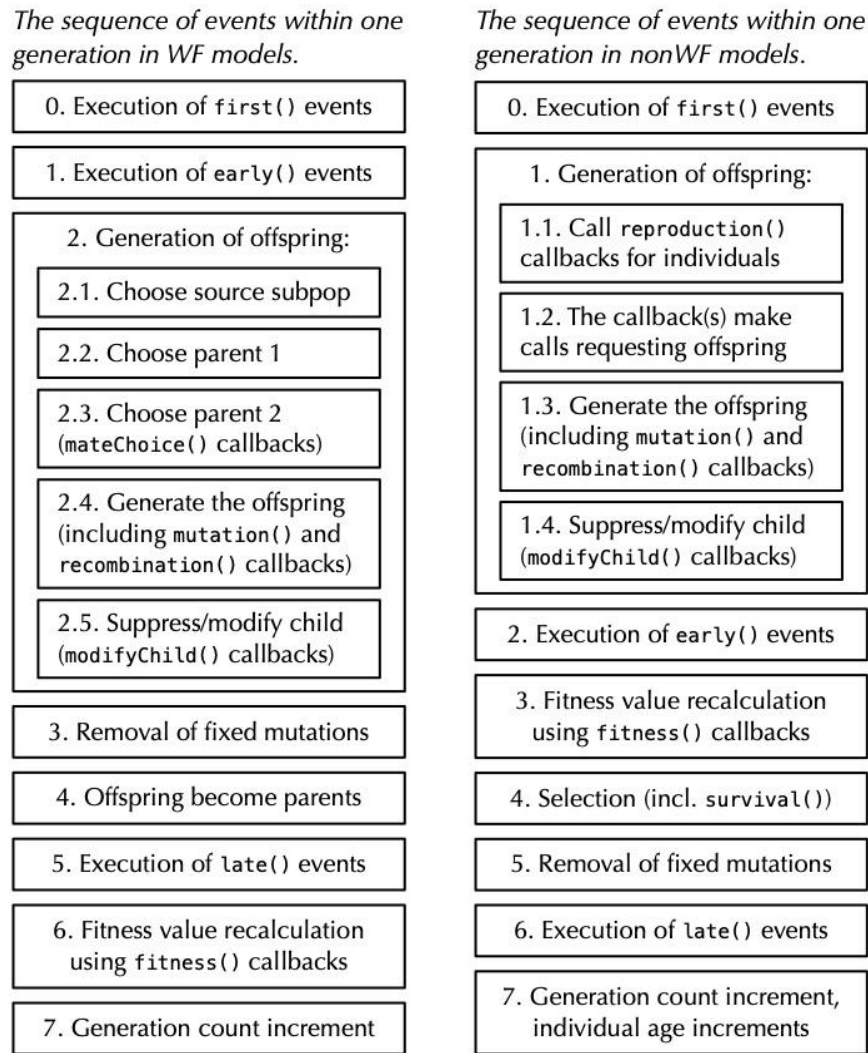 The sequence of events within one
generation in WF models.
0. Execution of first() events
1. Execution of early() events
2. Generation of offspring:
2.1. Choose source subpop
2.2. Choose parent 1
2.3. Choose parent 2
(mateChoice() callbacks)
2.4. Generate the offspring
(including mutation() and
recombination() callbacks)
2.5. Suppress/modify child
(modifyChild() callbacks)
3. Removal of fixed mutations
4. Offspring become parents
5. Execution of late() events
6. Fitness value recalculation
using fitness() callbacks
7. Generation count increment
The sequence of events within one
generation in nonWF models.
0. Execution of first() events
1. Generation of offspring:
1.1. Call reproduction()
callbacks for individuals
1.2. The callback(s) make
calls requesting offspring
1.3. Generate the offspring
(including mutation() and
recombination() callbacks)
1.4. Suppress/modify child
(modifyChild() callbacks)
2. Execution of early() events
3. Fitness value recalculation
using fitness() callbacks
4. Selection (incl. survival())
5. Removal of fixed mutations
6. Execution of late() events
7. Generation count increment,
individual age increments